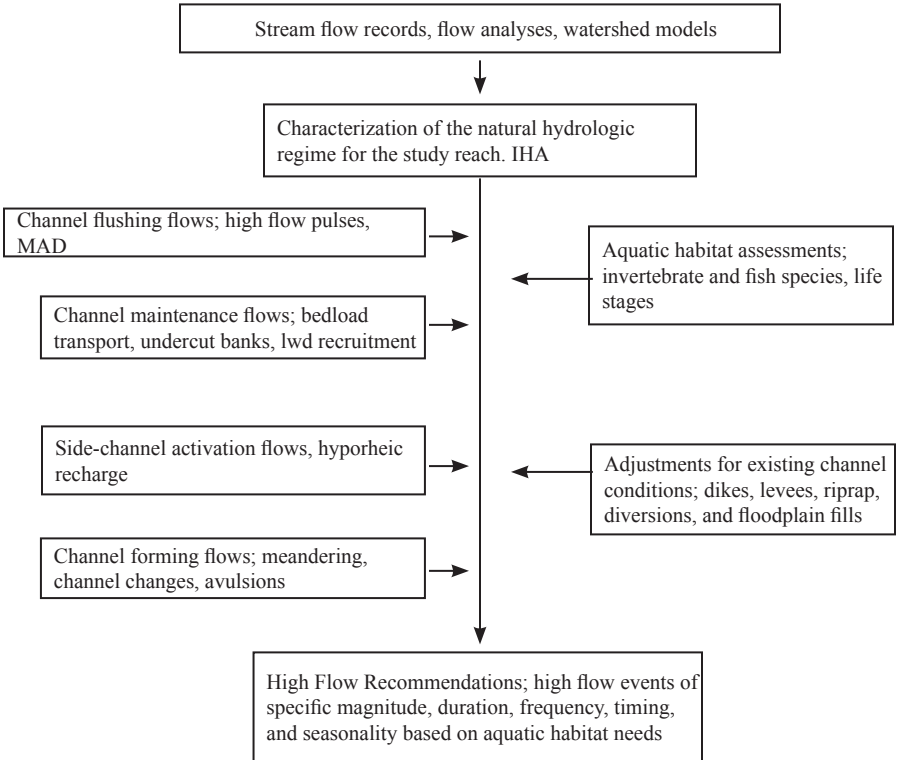 Stream flow records, flow analyses, watershed models
Characterization of the natural hydrologic
regime for the study reach. IHA
Channel flushing flows; high flow pulses,
MAD
Aquatic habitat assessments;
invertebrate and fish species, life
stages
Channel maintenance flows; bedload
transport, undercut banks, lwd recruitment
Side-channel activation flows, hyporheic
recharge
Adjustments for existing channel
conditions; dikes, levees, riprap,
diversions, and floodplain fills
Channel forming flows; meandering,
channel changes, avulsions
High Flow Recommendations; high flow events of
specific magnitude, duration, frequency, timing,
and seasonality based on aquatic habitat needs